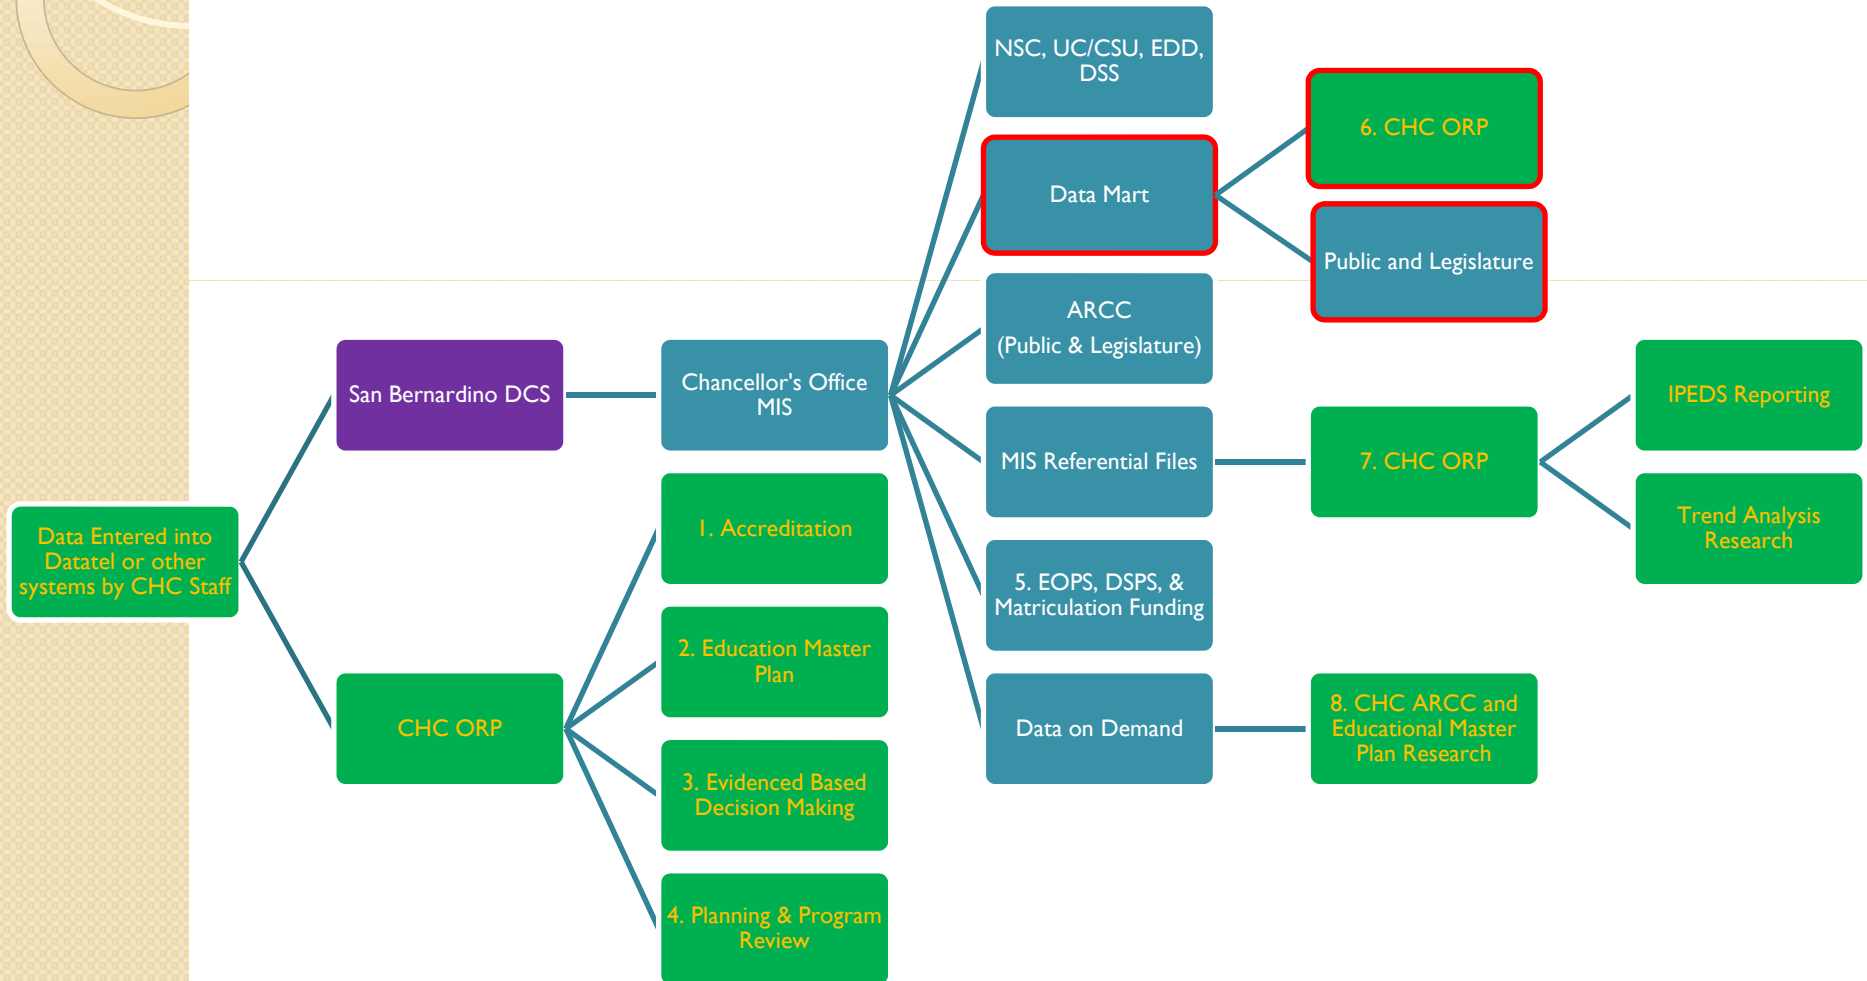 Data Entered into
Datatel or other
systems by CHC Staff
San Bernardino DCS
Chancellor's Office
MIS
NSC, UC/CSU, EDD,
DSS
Data Mart
6. CHC ORP
Public and Legislature
ARCC
(Public & Legislature)
MIS Referential Files
7. CHC ORP
IPEDS Reporting
Trend Analysis
Research
5. EOPS, DSPS, &
Matriculation Funding
Data on Demand
8. CHC ARCC and
Educational Master
Plan Research
CHC ORP
1. Accreditation
2. Education Master
Plan
3. Evidenced Based
Decision Making
4. Planning & Program
Review